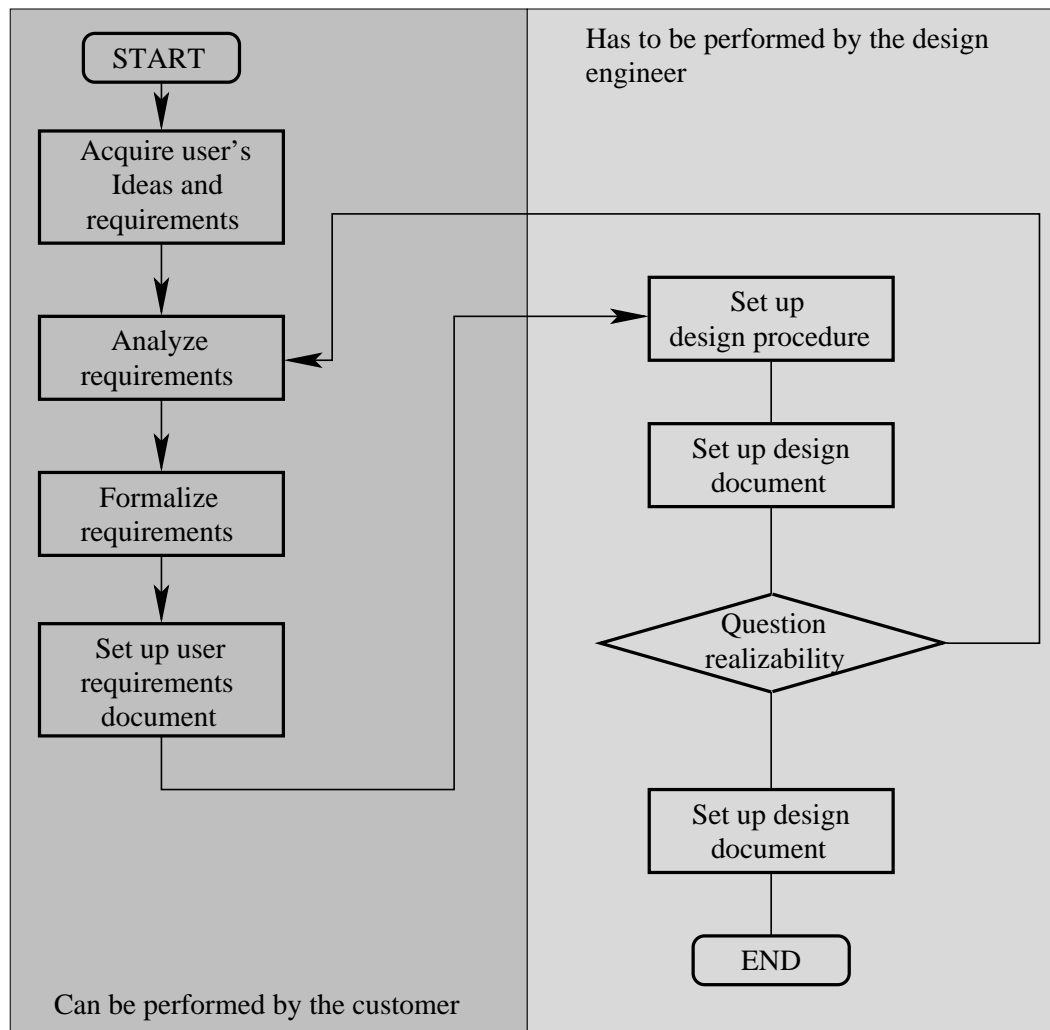 START
Acquire user's
Ideas and
requirements
Analyze
requirements
Formalize
requirements
Set up user
requirements
document
Can be performed by the customer
Has to be performed by the design
engineer
Set up
design procedure
Set up design
document
Question
realizability
Set up design
document
END